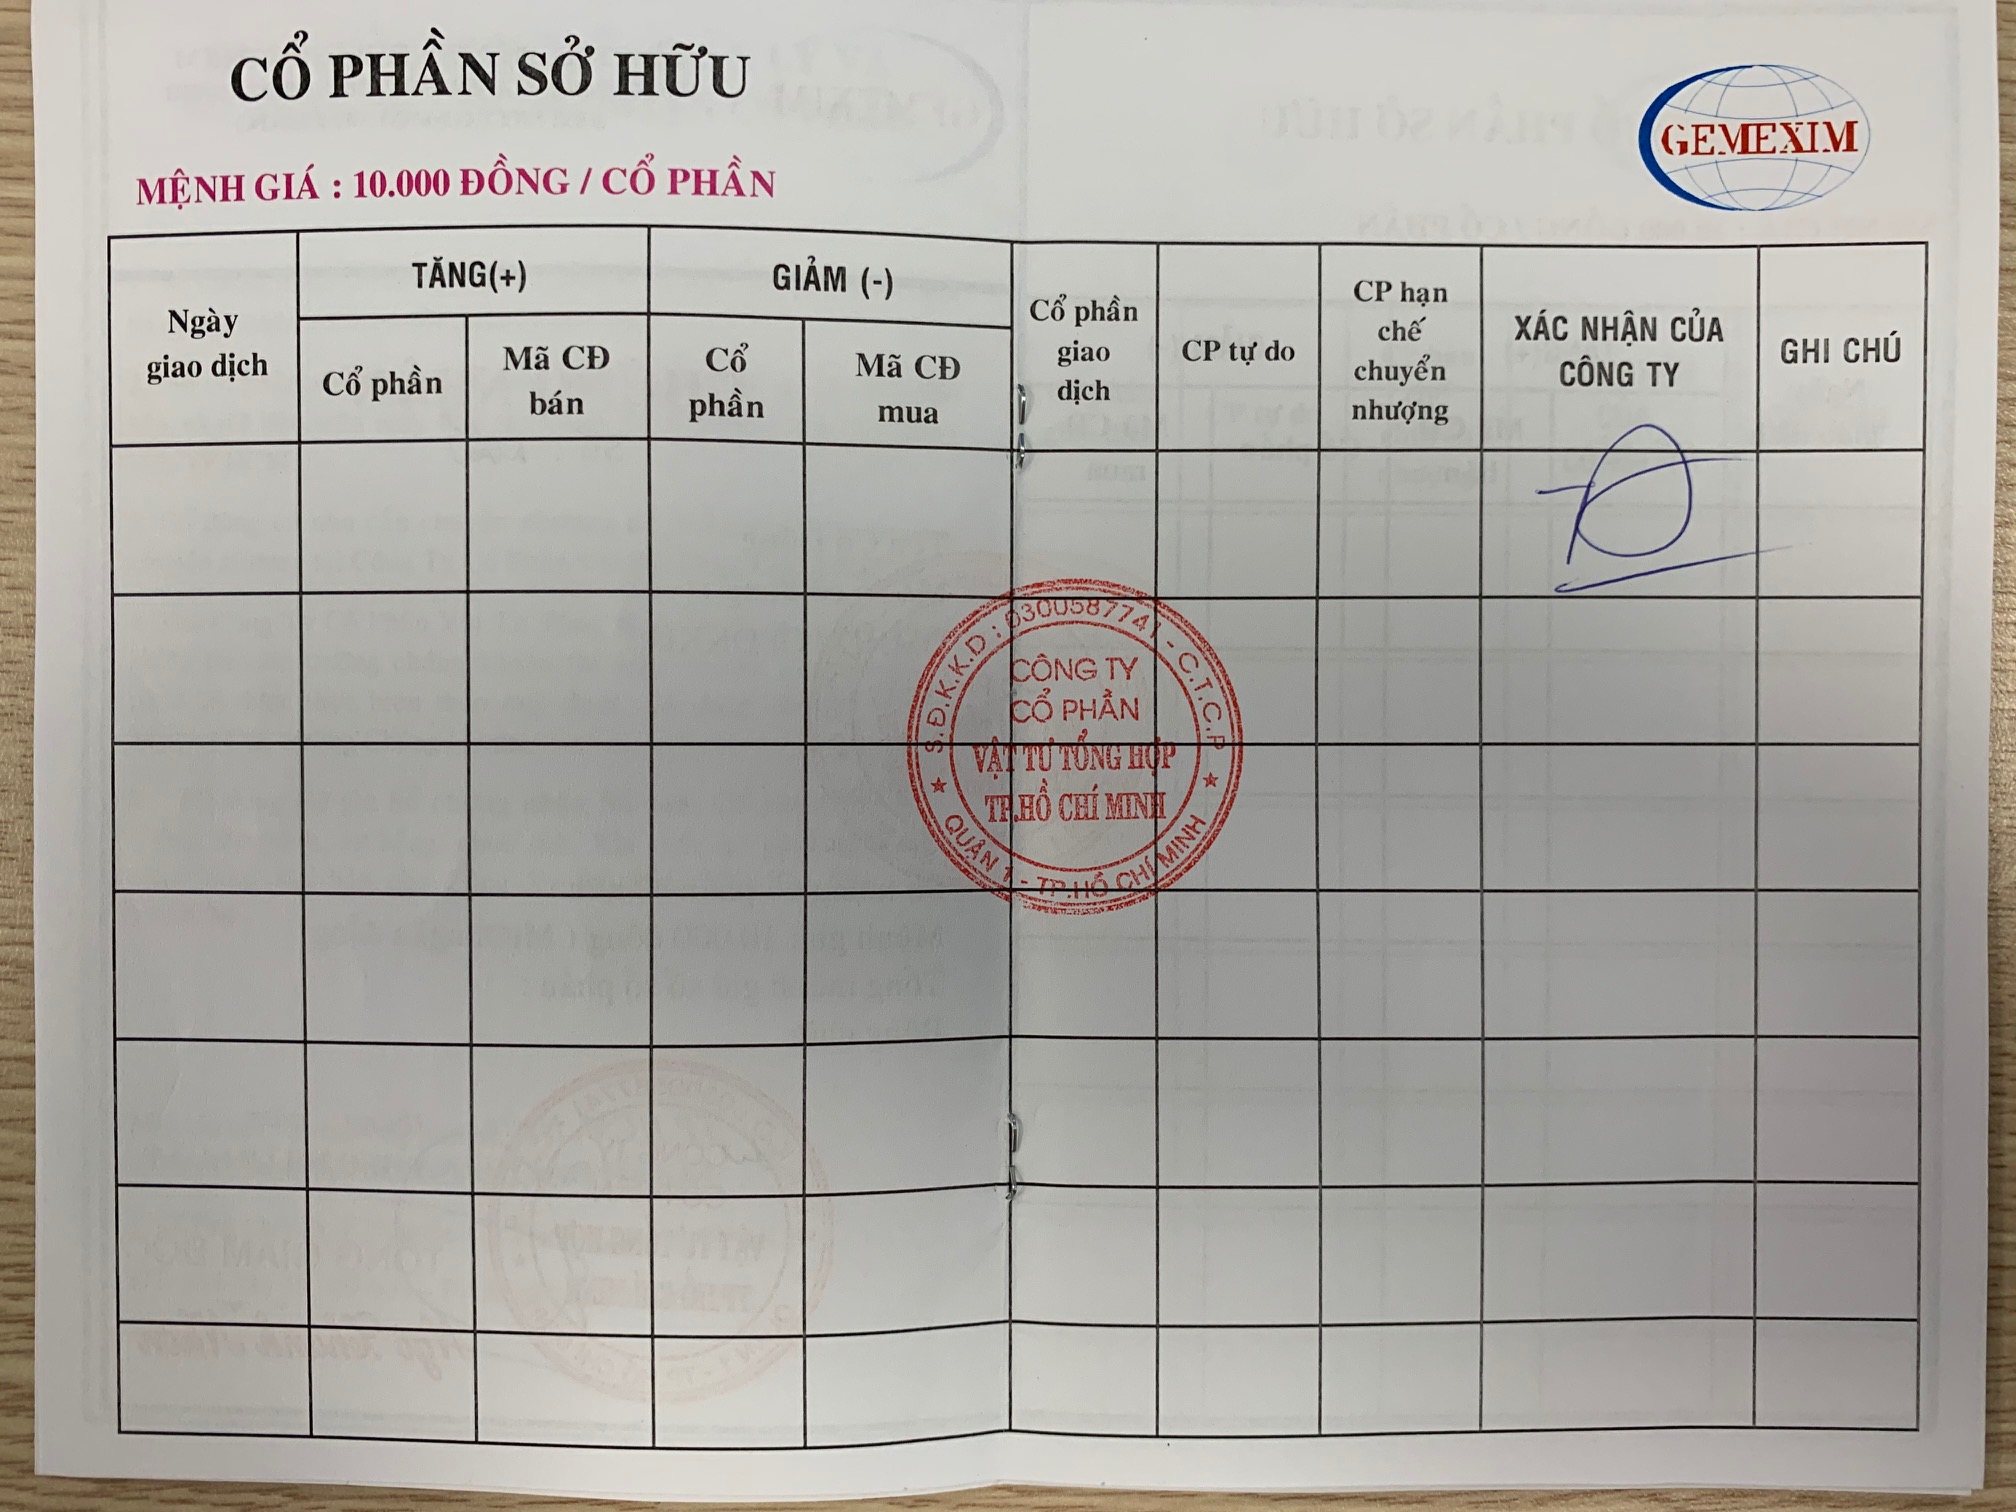 CỔ PHẦN SỞ HỮU
GEMEXIM
MỆNH GIÁ : 10.000 ĐỒNG / CỔ PHẦN
Ngày
giao dịch
TĂNG(+)
Cổ phần
Mã CĐ
bán
GIẢM (-)
Cổ
phần
Mã CĐ
mua
Cổ phần
giao
dịch
CP tự do
CP hạn
chế
chuyển
nhượng
XÁC NHẬN CỦA
CÔNG TY
GHI CHÚ
S.Đ.K.K.D : 0300587741 - C.T.C.P
CÔNG TY
CỔ PHẦN
VẬT TƯ TỔNG HỢP
TP.HỒ CHÍ MINH
QUẬN 1 - TP.HỒ CHÍ MINH